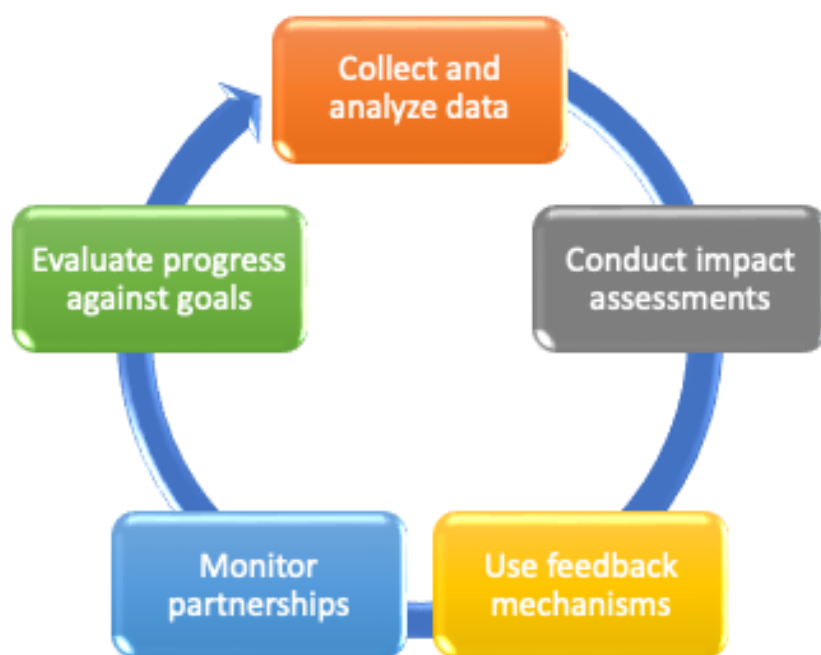 Collect and
analyze data
Conduct impact
assessments
Use feedback
mechanisms
Monitor
partnerships
Evaluate progress
against goals